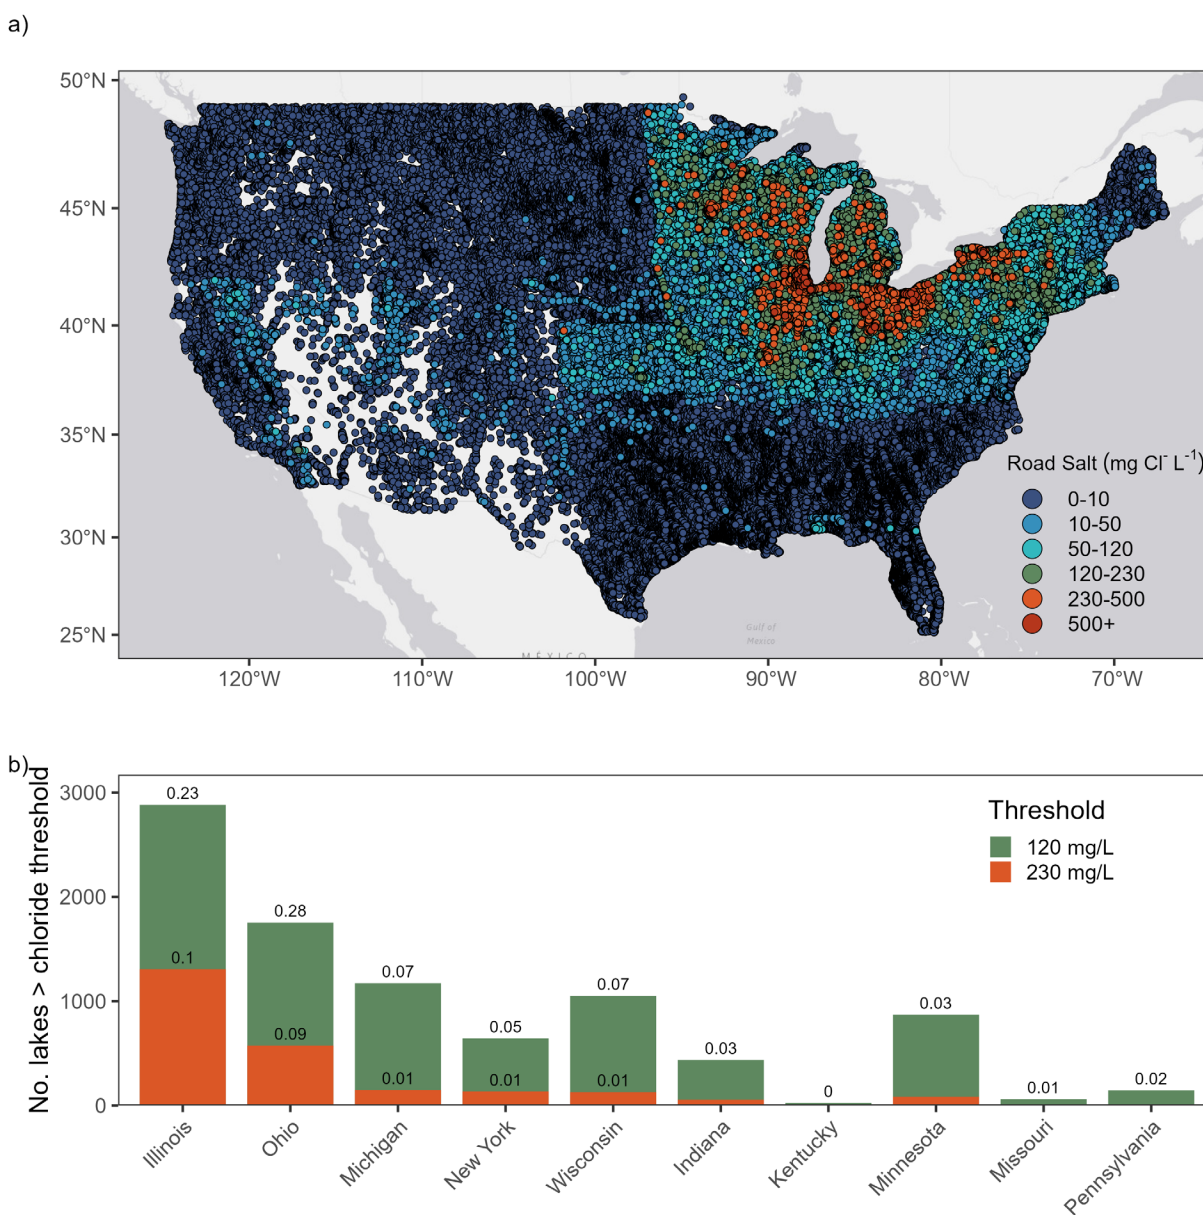 a)
50°N
45°N
40°N
35°N
30°N
25°N
120°W
110°W
100°W
90°W
80°W
70°W
Gulf of
Mexico
MÉXICO
Road Salt (mg Cl⁻ L⁻¹)
0-10
10-50
50-120
120-230
230-500
500+
b)
No. lakes > chloride threshold
3000
2000
1000
0
0.23
0.1
0.28
0.09
0.07
0.01
0.05
0.01
0.07
0.01
0.03
0
0.03
0.01
0.02
Threshold
120 mg/L
230 mg/L
Illinois
Ohio
Michigan
New York
Wisconsin
Indiana
Kentucky
Minnesota
Missouri
Pennsylvania